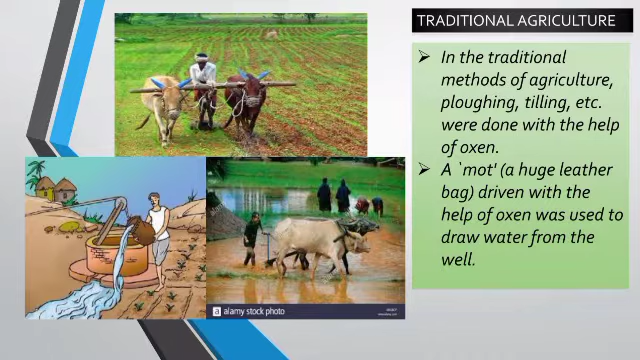 TRADITIONAL AGRICULTURE
➢ In the traditional
methods of agriculture,
ploughing, tilling, etc.
were done with the help
of oxen.
➢ A `mot' (a huge leather
bag) driven with the
help of oxen was used to
draw water from the
well.
a alamy stock photo